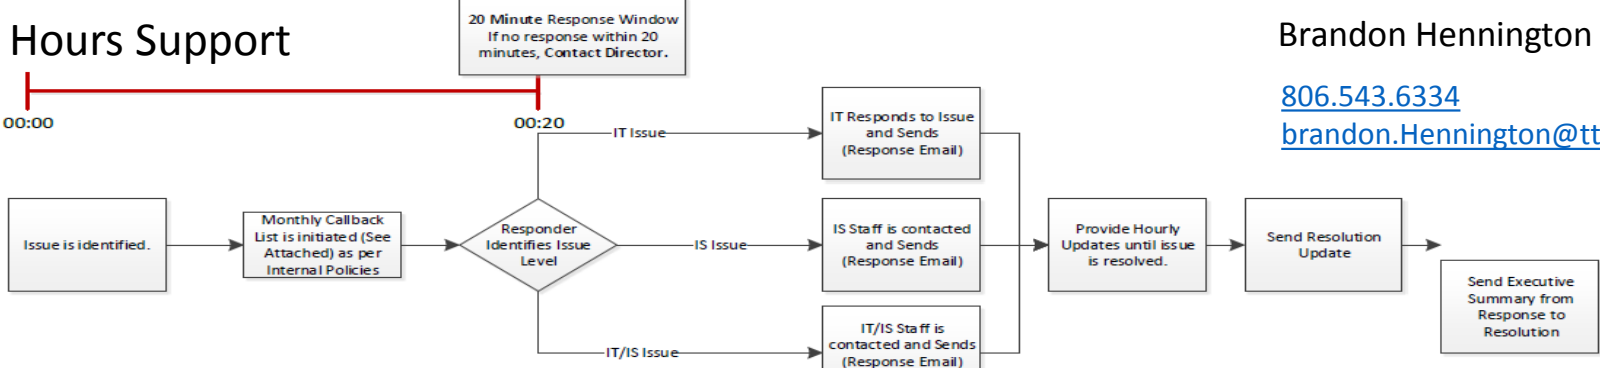 Hours Support
20 Minute Response Window
If no response within 20
minutes, Contact Director.
Brandon Hennington
806.543.6334
brandon.Hennington@tt
00:00
00:20
IT Issue
IT Responds to Issue
and Sends
(Response Email)
Issue is identified.
Monthly Callback
List is initiated (See
Attached) as per
Internal Policies
Responder
Identifies Issue
Level
IS Issue
IS Staff is contacted
and Sends
(Response Email)
Provide Hourly
Updates until issue
is resolved.
Send Resolution
Update
Send Executive
Summary from
Response to
Resolution
IT/IS Issue
IT/IS Staff is
contacted and Sends
(Response Email)